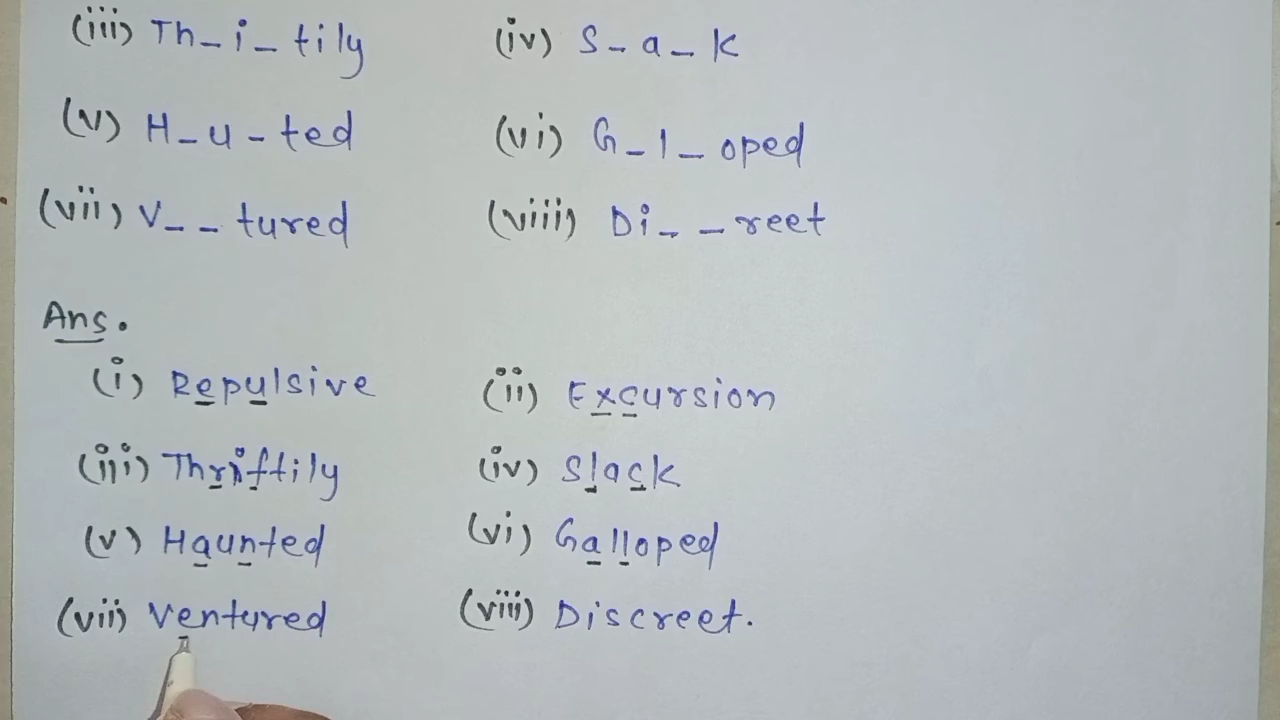 (iii) Th_i_tily (iv) S_a_k
(v) H_u_ted (vi) G_l_oped
(vii) V__tured (viii) Di__reet
Ans.
(i) Repulsive (ii) Excursion
(iii) Thriftily (iv) Slack
(v) Haunted (vi) Galloped
(vii) Ventured (viii) Discreet.